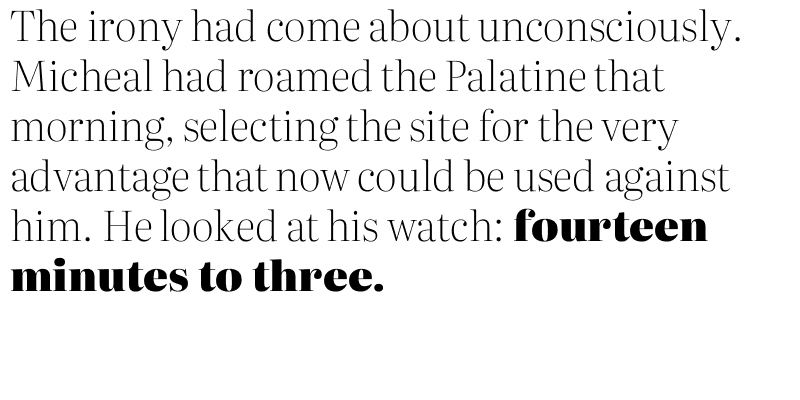 The irony had come about unconsciously.
Micheal had roamed the Palatine that
morning, selecting the site for the very
advantage that now could be used against
him. He looked at his watch: fourteen
minutes to three.